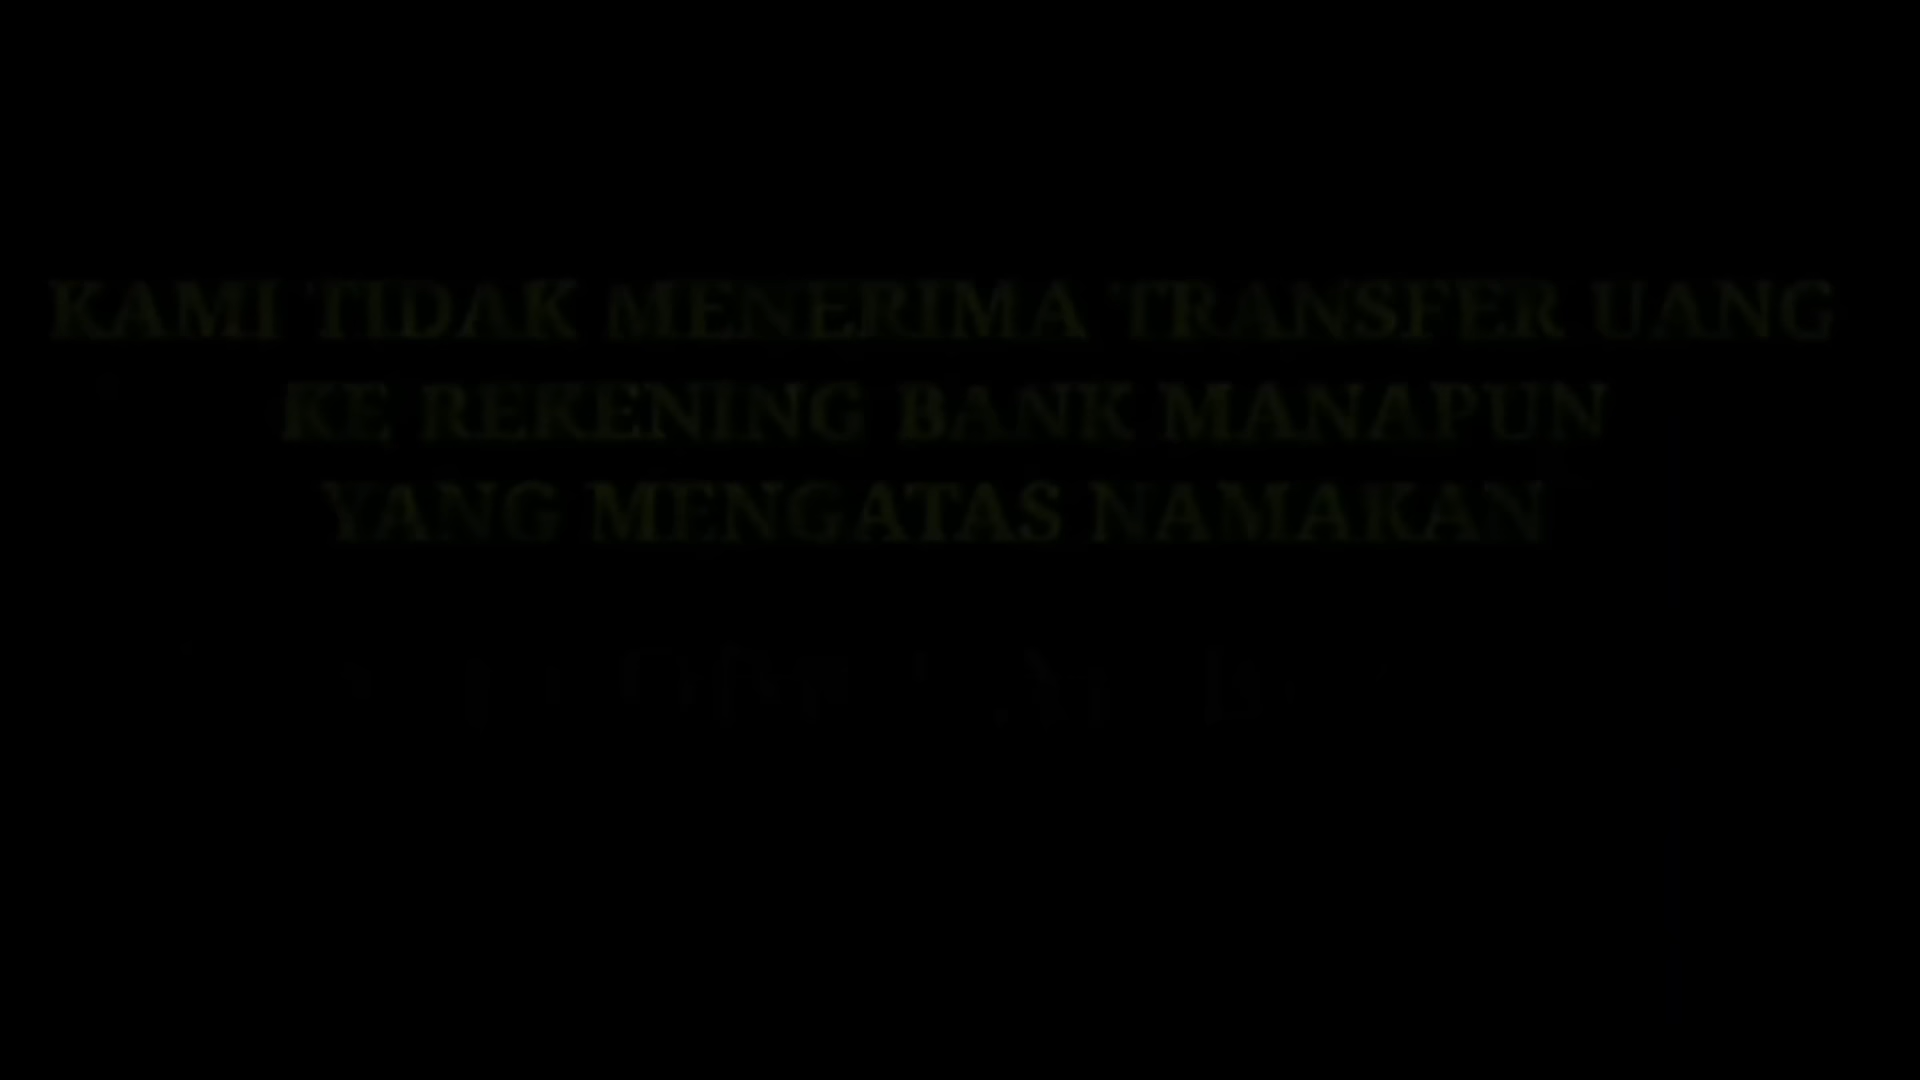 KAMI TIDAK MENERIMA TRANSFER UANG
KE REKENING BANK MANAPUN
YANG MENGATAS NAMAKAN